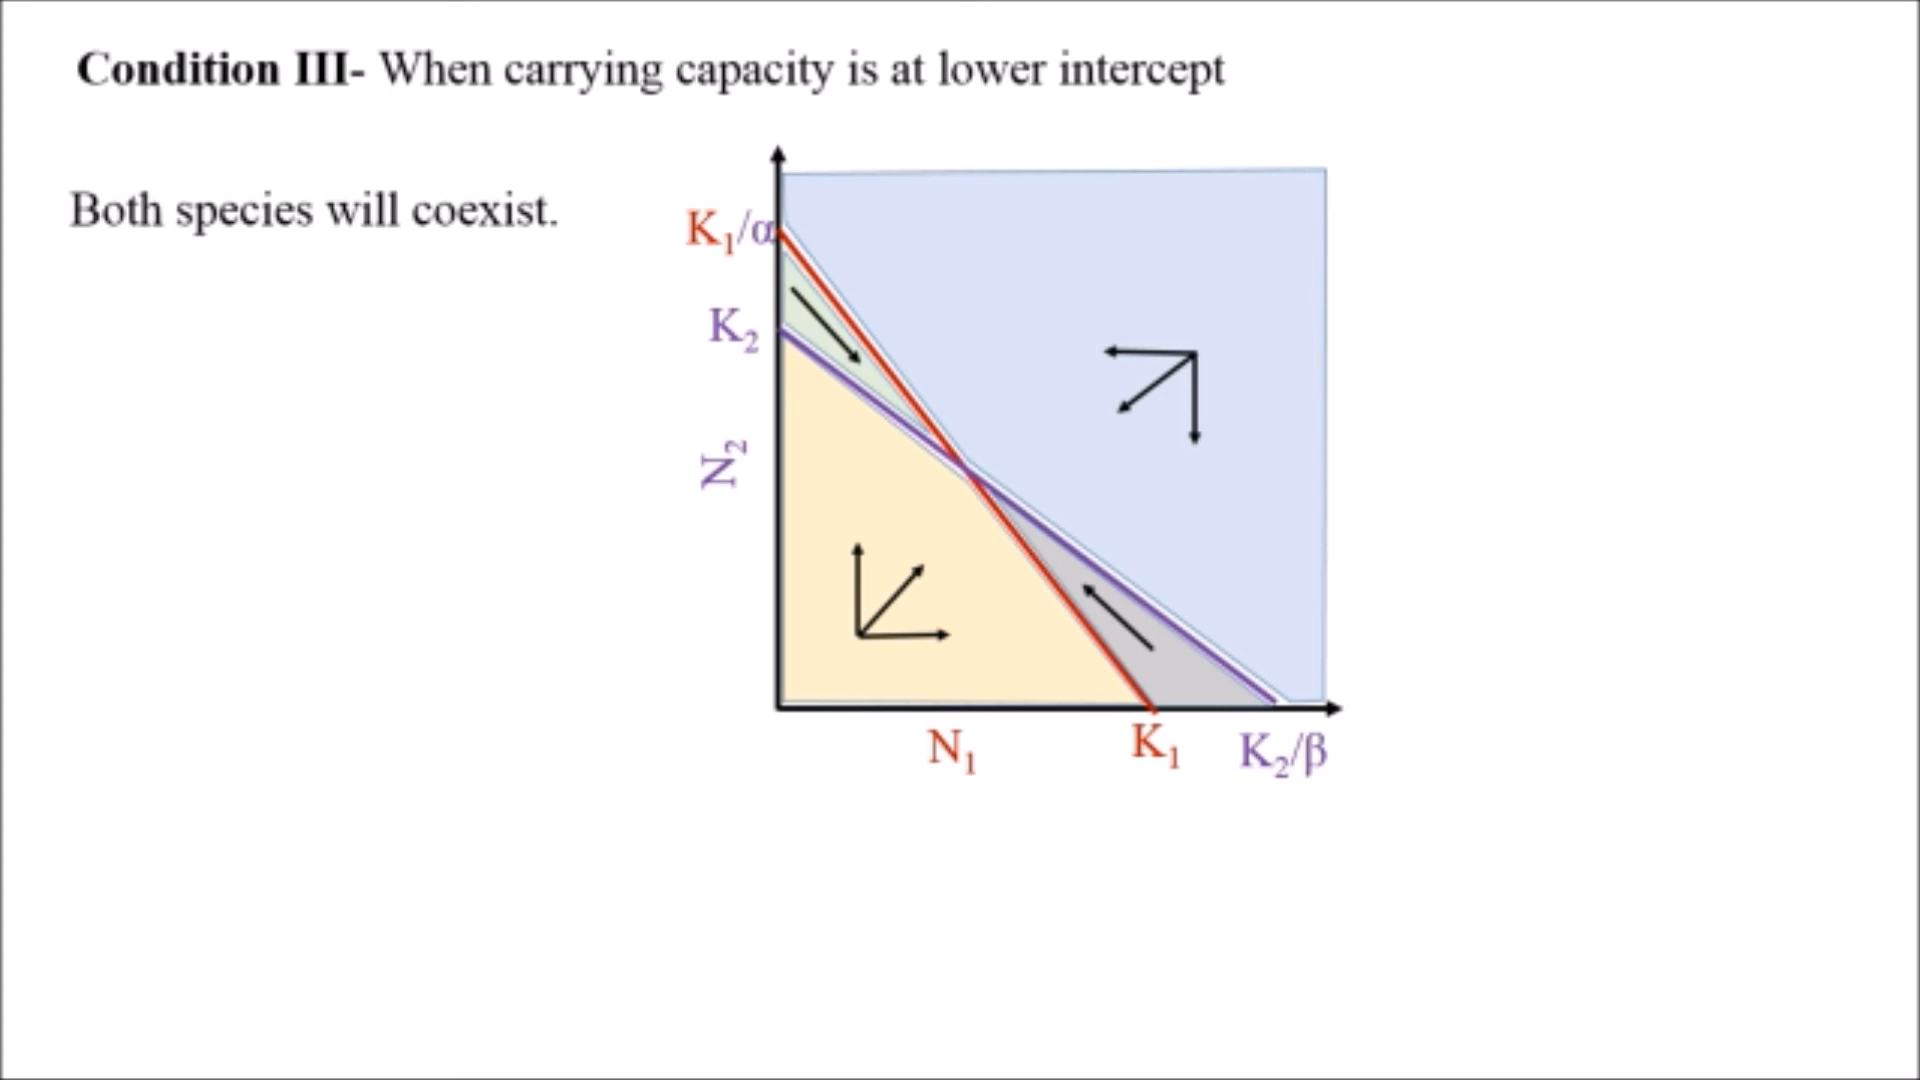 Condition III- When carrying capacity is at lower intercept
Both species will coexist.
K₁/α
K₂
N₂
N₁
K₁
K₂/β